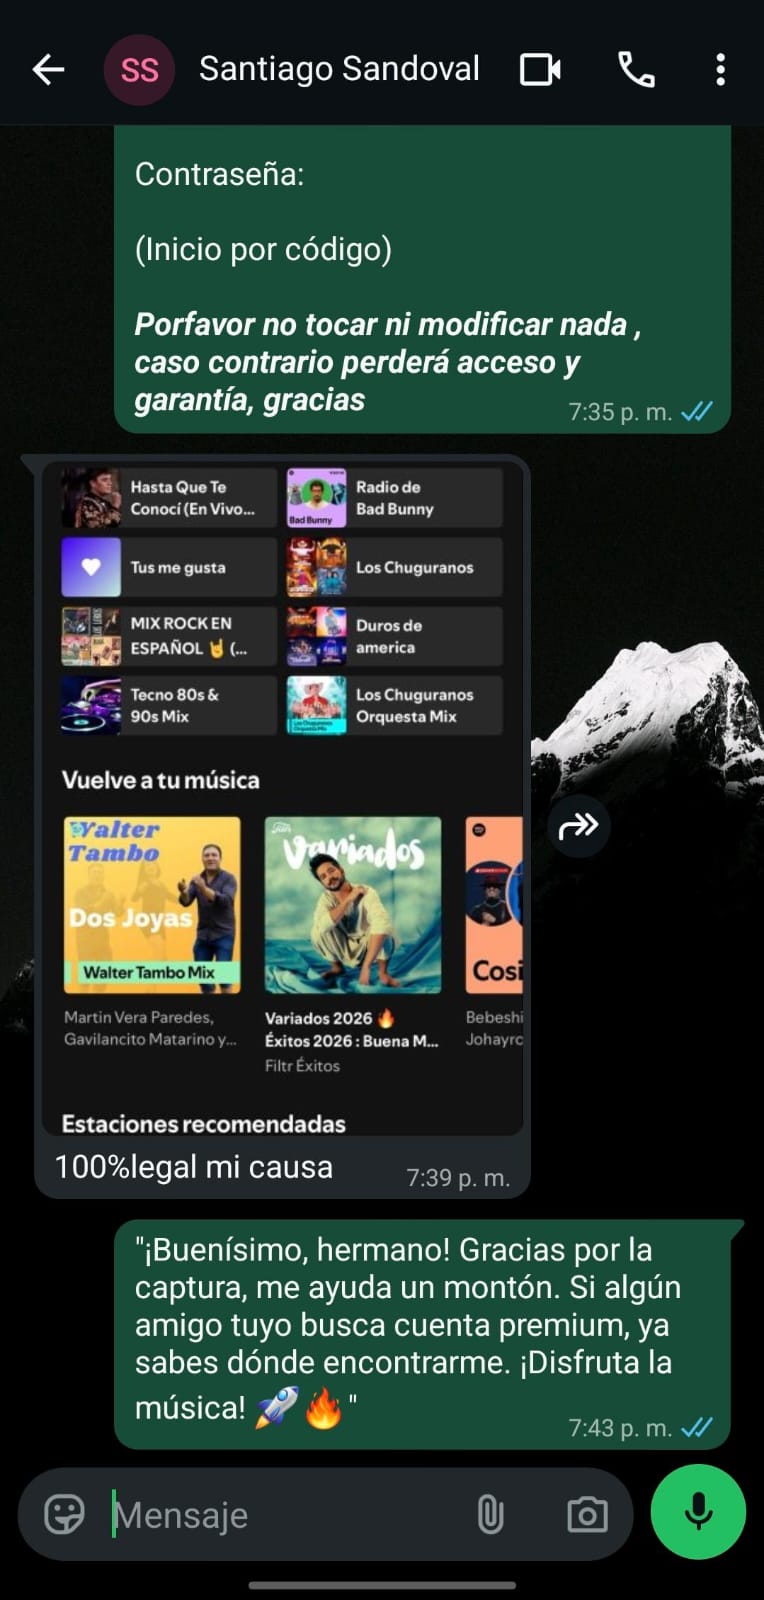 SS
Santiago Sandoval
Contraseña:
(Inicio por código)
Porfavor no tocar ni modificar nada ,
caso contrario perderá acceso y
garantía, gracias
7:35 p. m.
Hasta Que Te
Conocí (En Vivo...
Bad Bunny
Radio de
Bad Bunny
Tus me gusta
Los Chuguranos
MIX ROCK EN
ESPAÑOL 🤘 (...
Duros de
america
Tecno 80s &
90s Mix
Los Chuguranos
Orquesta Mix
Vuelve a tu música
Walter
Tambo
Dos Joyas
Walter Tambo Mix
Filtr
Variados
Cosi
Martin Vera Paredes,
Gavilancito Matarino y...
Variados 2026 🔥
Éxitos 2026 : Buena M...
Filtr Éxitos
Bebeshi
Johayro
Estaciones recomendadas
100%legal mi causa
7:39 p. m.
"¡Buenísimo, hermano! Gracias por la
captura, me ayuda un montón. Si algún
amigo tuyo busca cuenta premium, ya
sabes dónde encontrarme. ¡Disfruta la
música! 🚀🔥"
7:43 p. m.
Mensaje